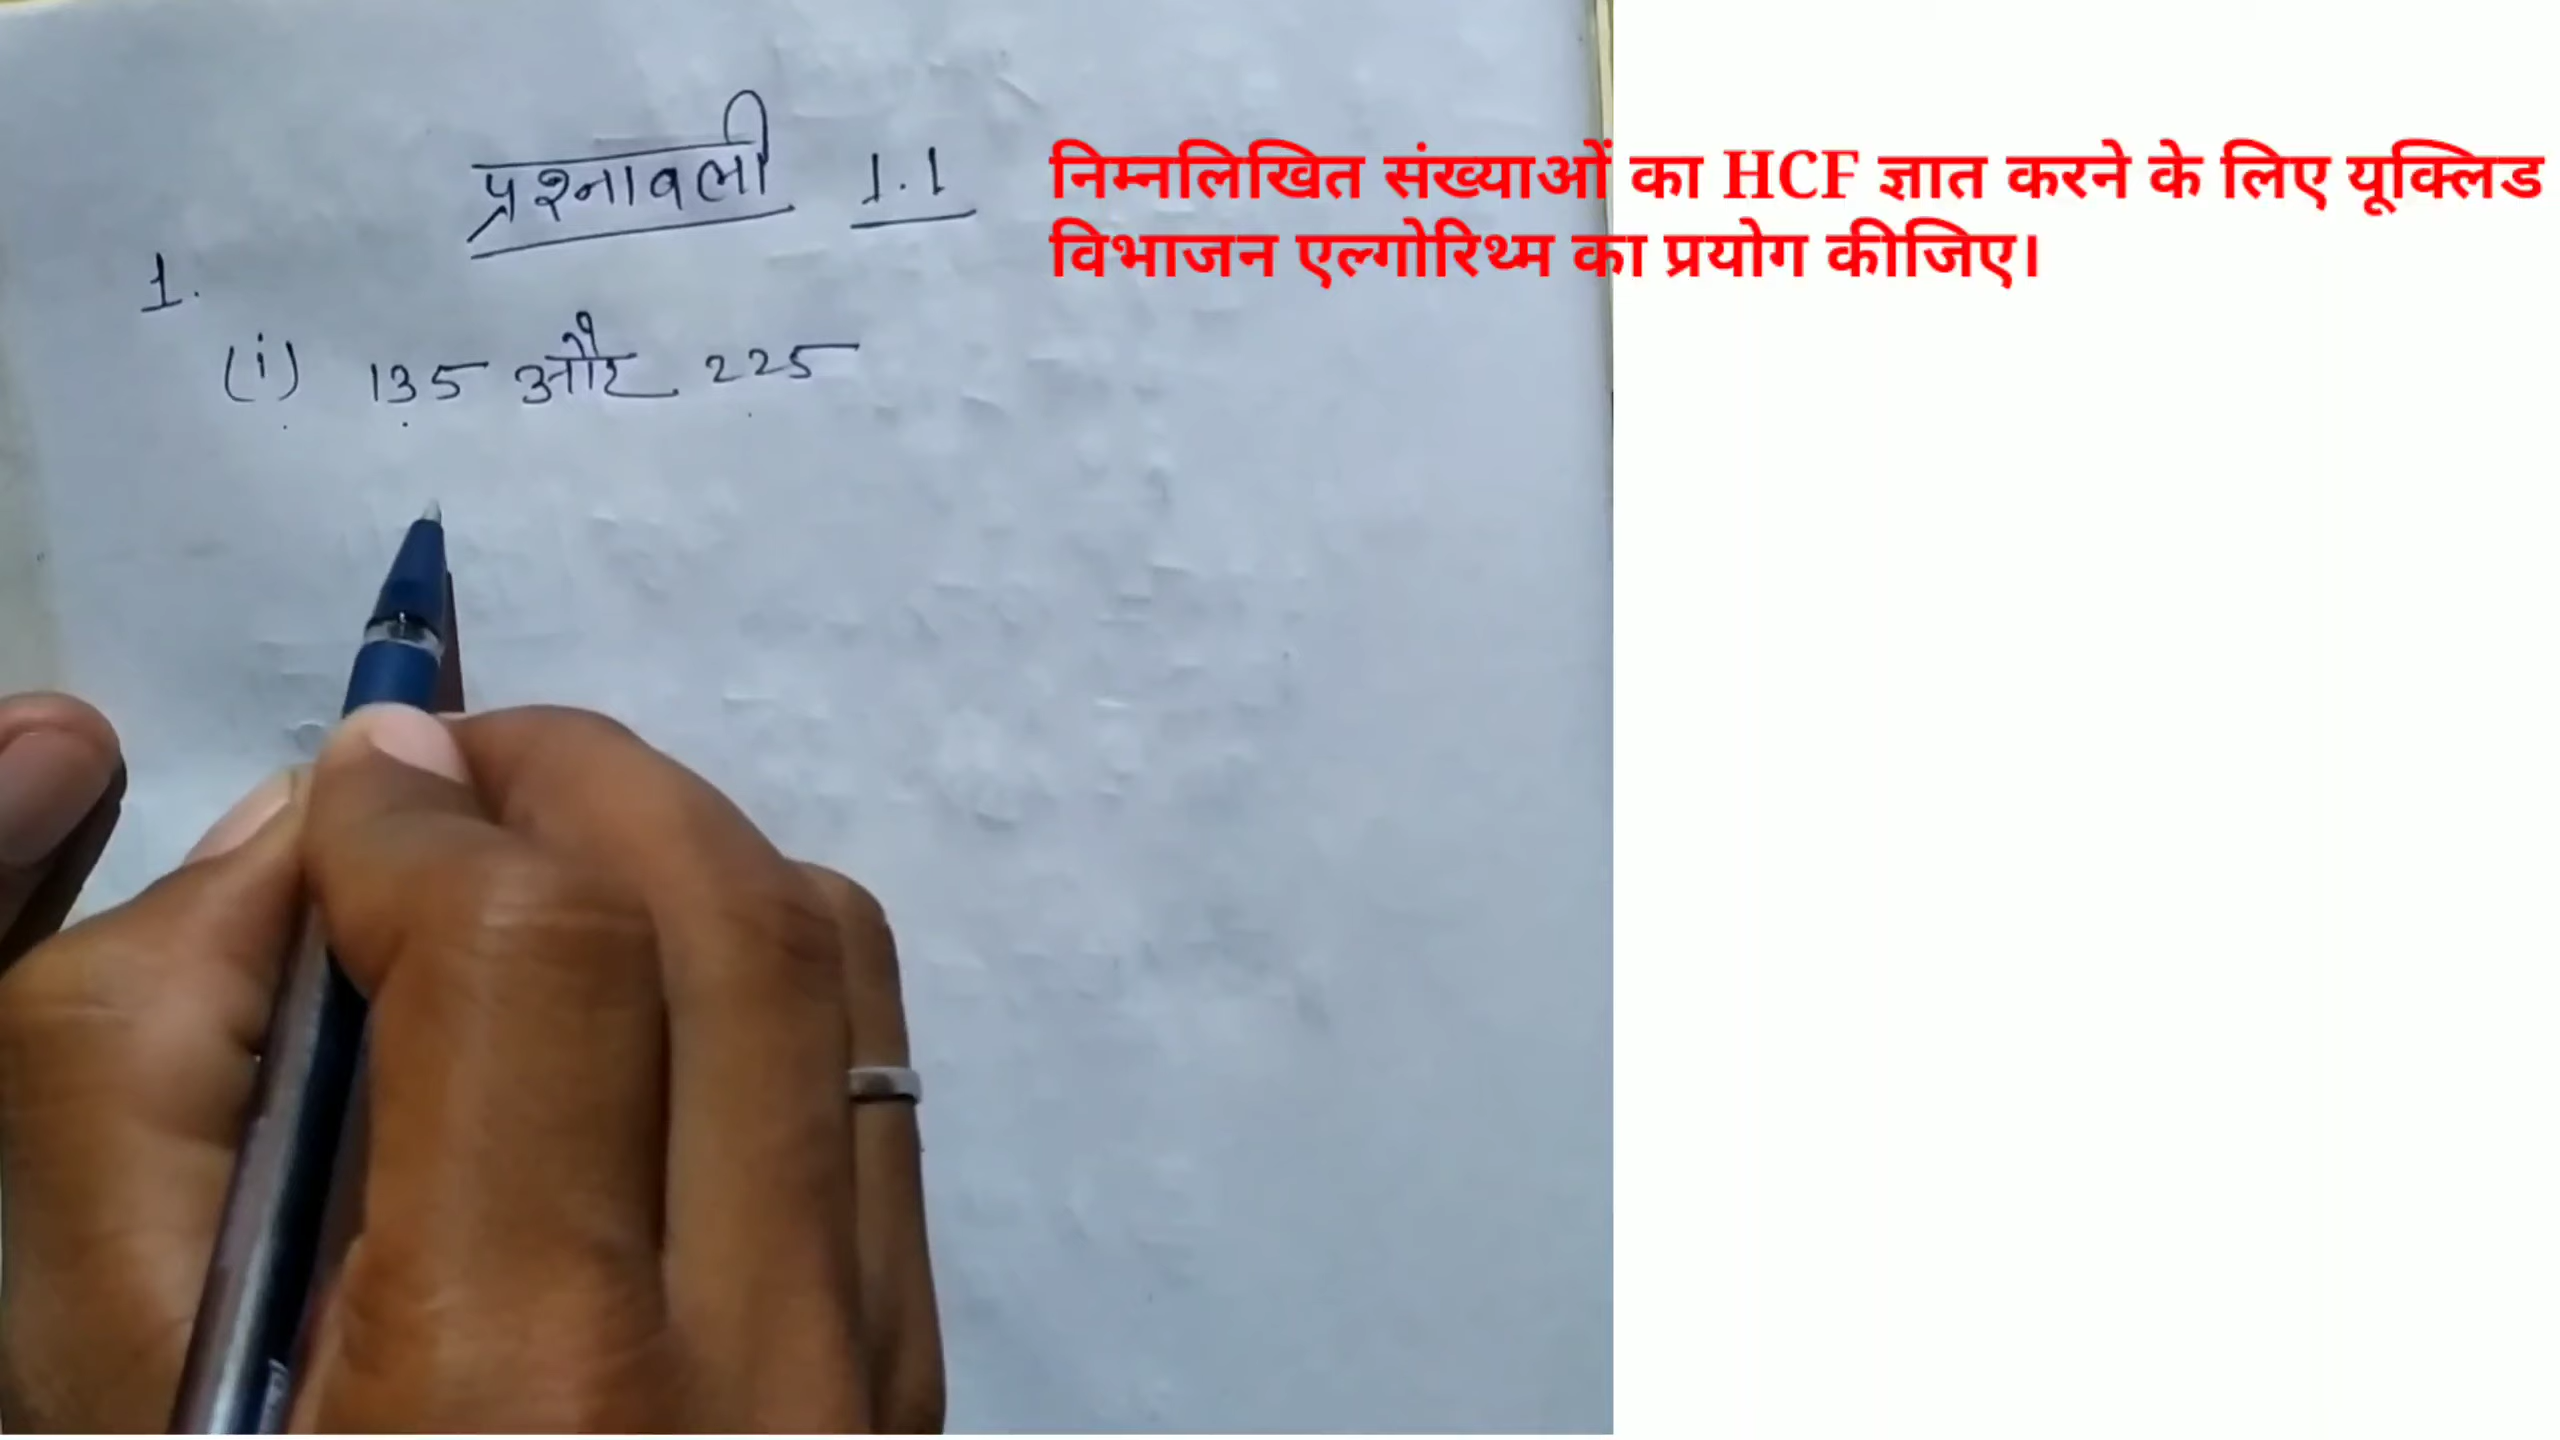 प्रश्नावली 1.1
निम्नलिखित संख्याओं का HCF ज्ञात करने के लिए यूक्लिड
विभाजन एल्गोरिथ्म का प्रयोग कीजिए।
1.
(i) 135 और 225